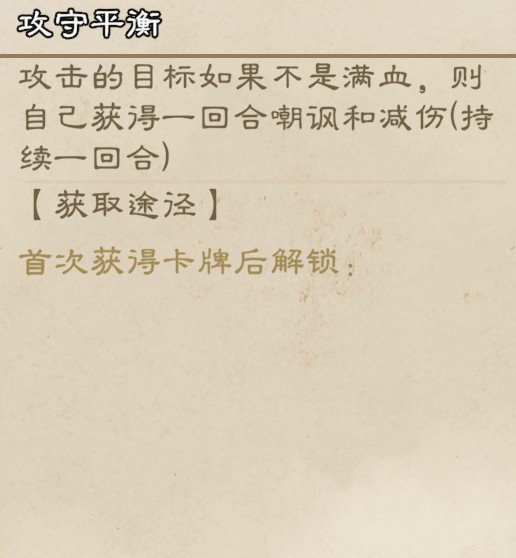 攻守平衡
攻击的目标如果不是满血，则
自己获得一回合嘲讽和减伤(持
续一回合)
【获取途径】
首次获得卡牌后解锁：